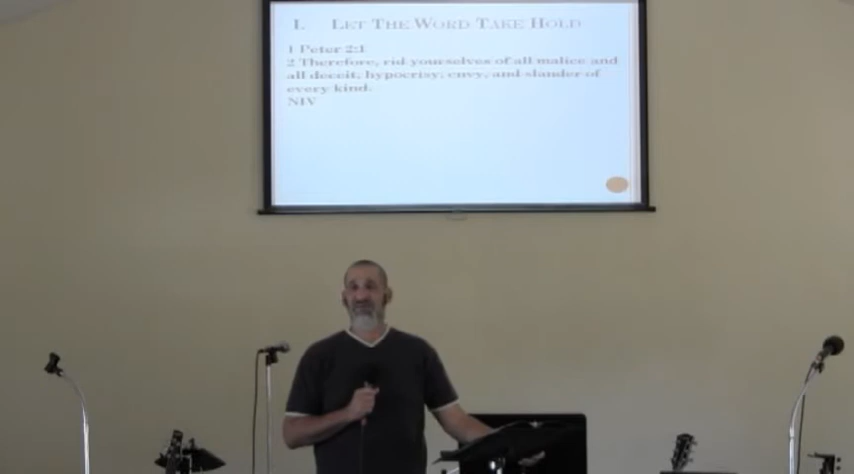 I. LET THE WORD TAKE HOLD
1 Peter 2:1
2 Therefore, rid yourselves of all malice and
all deceit, hypocrisy, envy, and slander of
every kind.
NIV